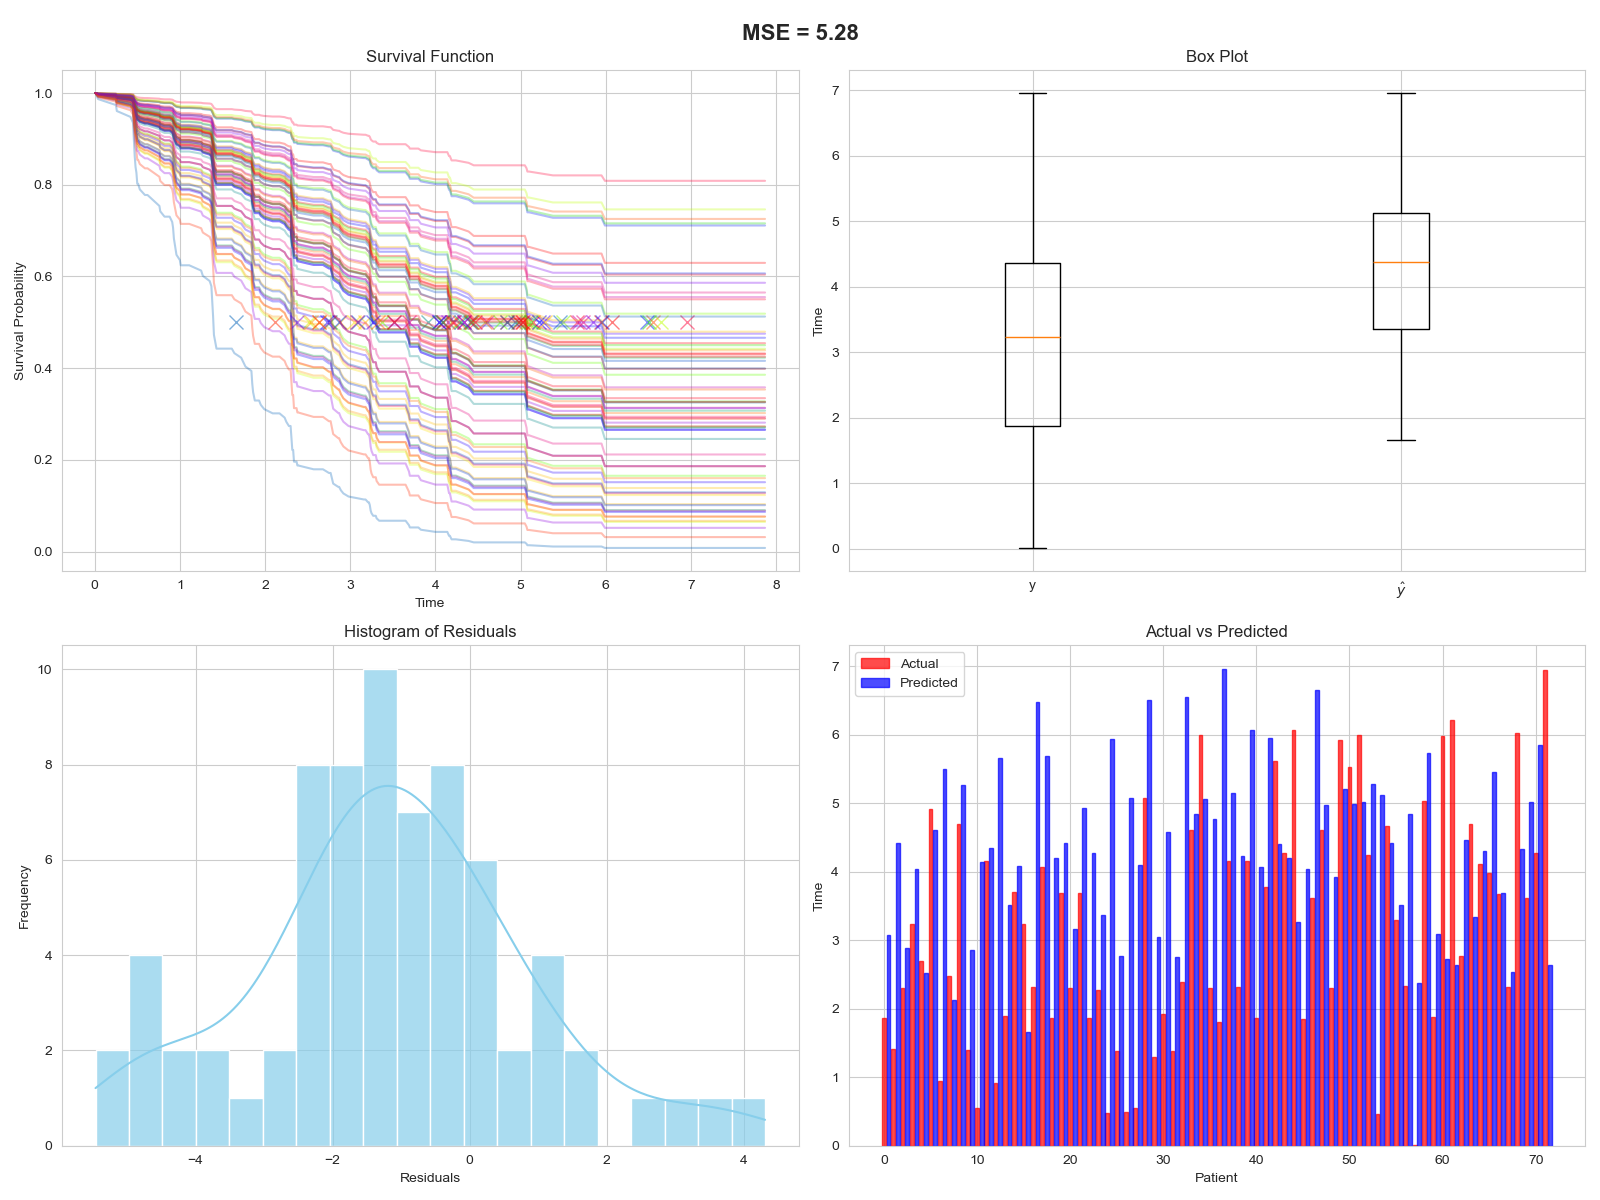 MSE = 5.28
Survival Function
Survival Probability
1.0
0.8
0.6
0.4
0.2
0.0
0 1 2 3 4 5 6 7 8
Time
Box Plot
Time
7
6
5
4
3
2
1
0
y ŷ
Histogram of Residuals
Frequency
10
8
6
4
2
0
−4 −2 0 2 4
Residuals
Actual vs Predicted
Actual
Predicted
Time
7
6
5
4
3
2
1
0
0 10 20 30 40 50 60 70
Patient